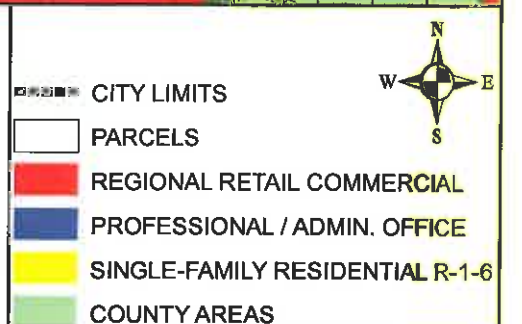 N
W E
S
CITY LIMITS
PARCELS
REGIONAL RETAIL COMMERCIAL
PROFESSIONAL / ADMIN. OFFICE
SINGLE-FAMILY RESIDENTIAL R-1-6
COUNTY AREAS